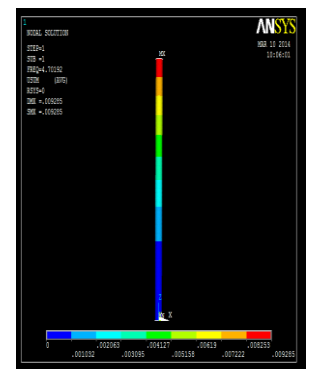 1
NODAL SOLUTION
ANSYS
MAR 10 2014
10:06:01
STEP=1
SUB =1
FREQ=4.70192
USUM (AVG)
RSYS=0
DMX =.009285
SMX =.009285
MX
Z
X
0 .002063 .004127 .00619 .008253
.001032 .003095 .005158 .007222 .009285